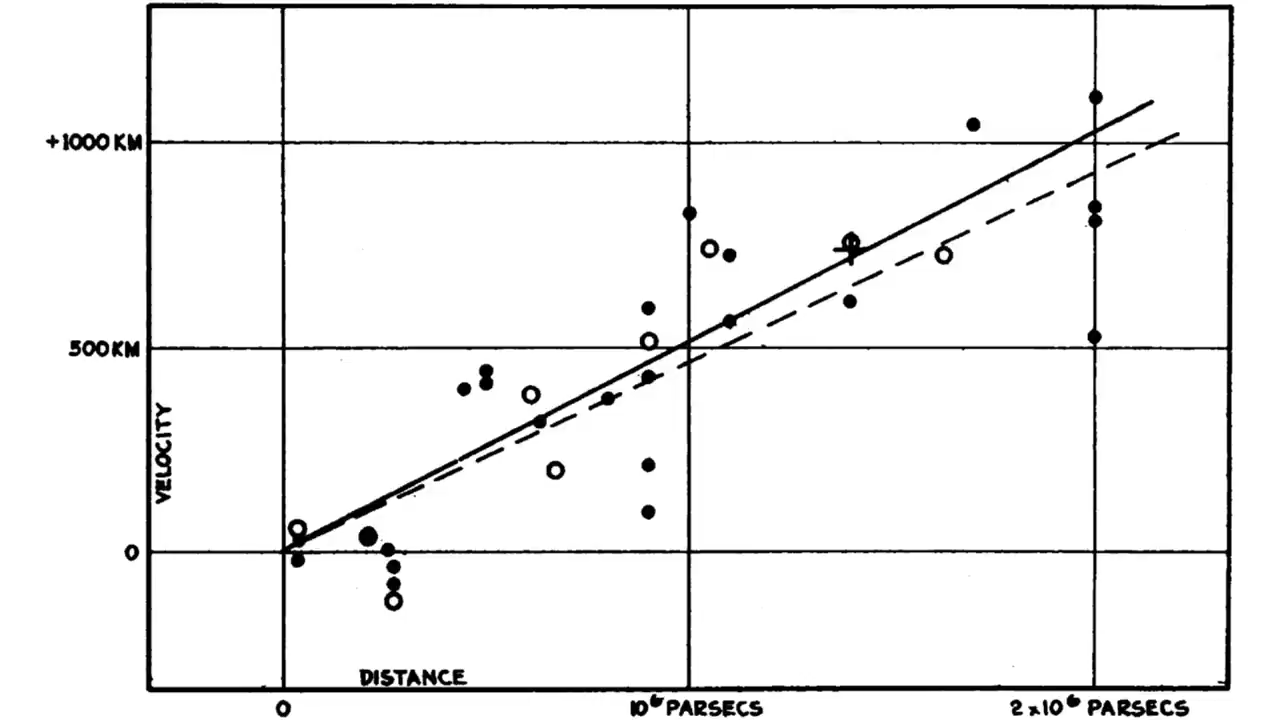 +1000 KM
500 KM
VELOCITY
0
DISTANCE
0
10⁶ PARSECS
2 x 10⁶ PARSECS